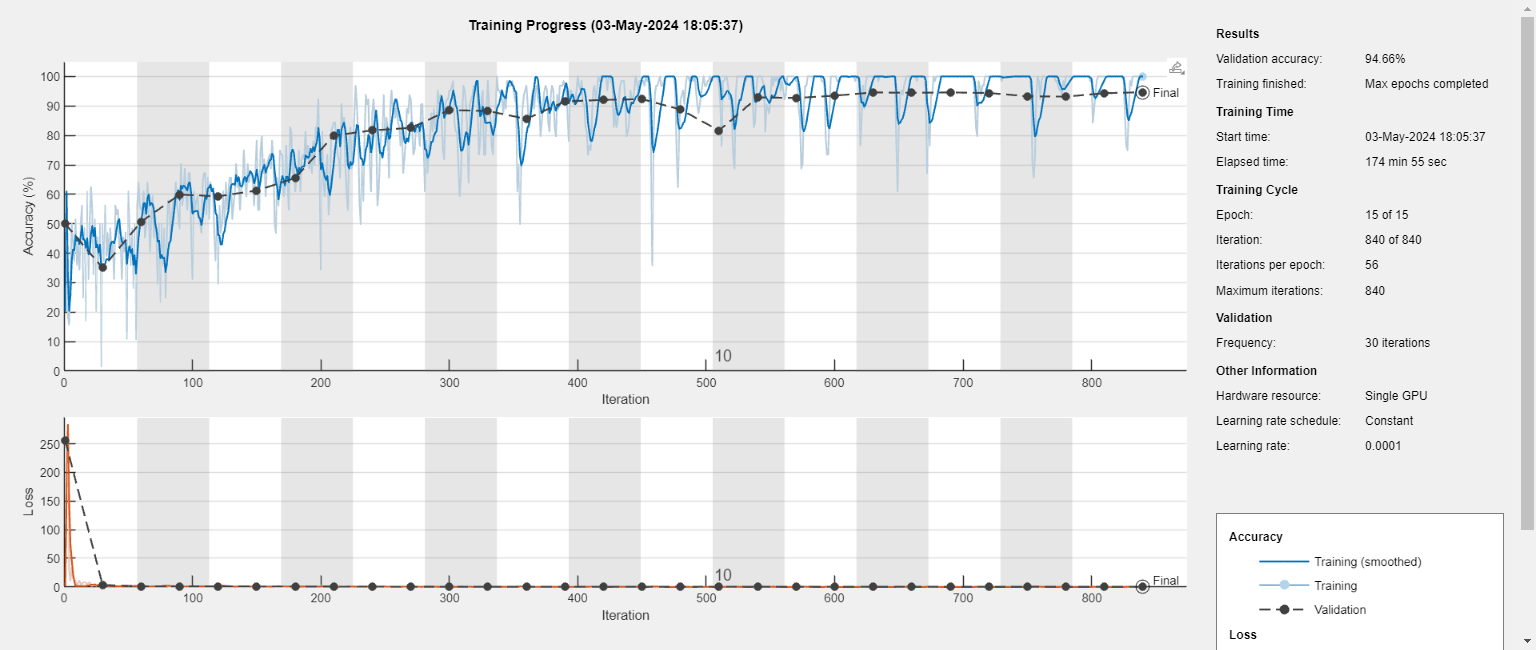 Training Progress (03-May-2024 18:05:37)
Accuracy (%)
100
90
80
70
60
50
40
30
20
10
0
Final
10
0 100 200 300 400 500 600 700 800
Iteration
Loss
250
200
150
100
50
0
Final
10
0 100 200 300 400 500 600 700 800
Iteration
Results
Validation accuracy: 94.66%
Training finished: Max epochs completed
Training Time
Start time: 03-May-2024 18:05:37
Elapsed time: 174 min 55 sec
Training Cycle
Epoch: 15 of 15
Iteration: 840 of 840
Iterations per epoch: 56
Maximum iterations: 840
Validation
Frequency: 30 iterations
Other Information
Hardware resource: Single GPU
Learning rate schedule: Constant
Learning rate: 0.0001
Accuracy
Training (smoothed)
Training
Validation
Loss